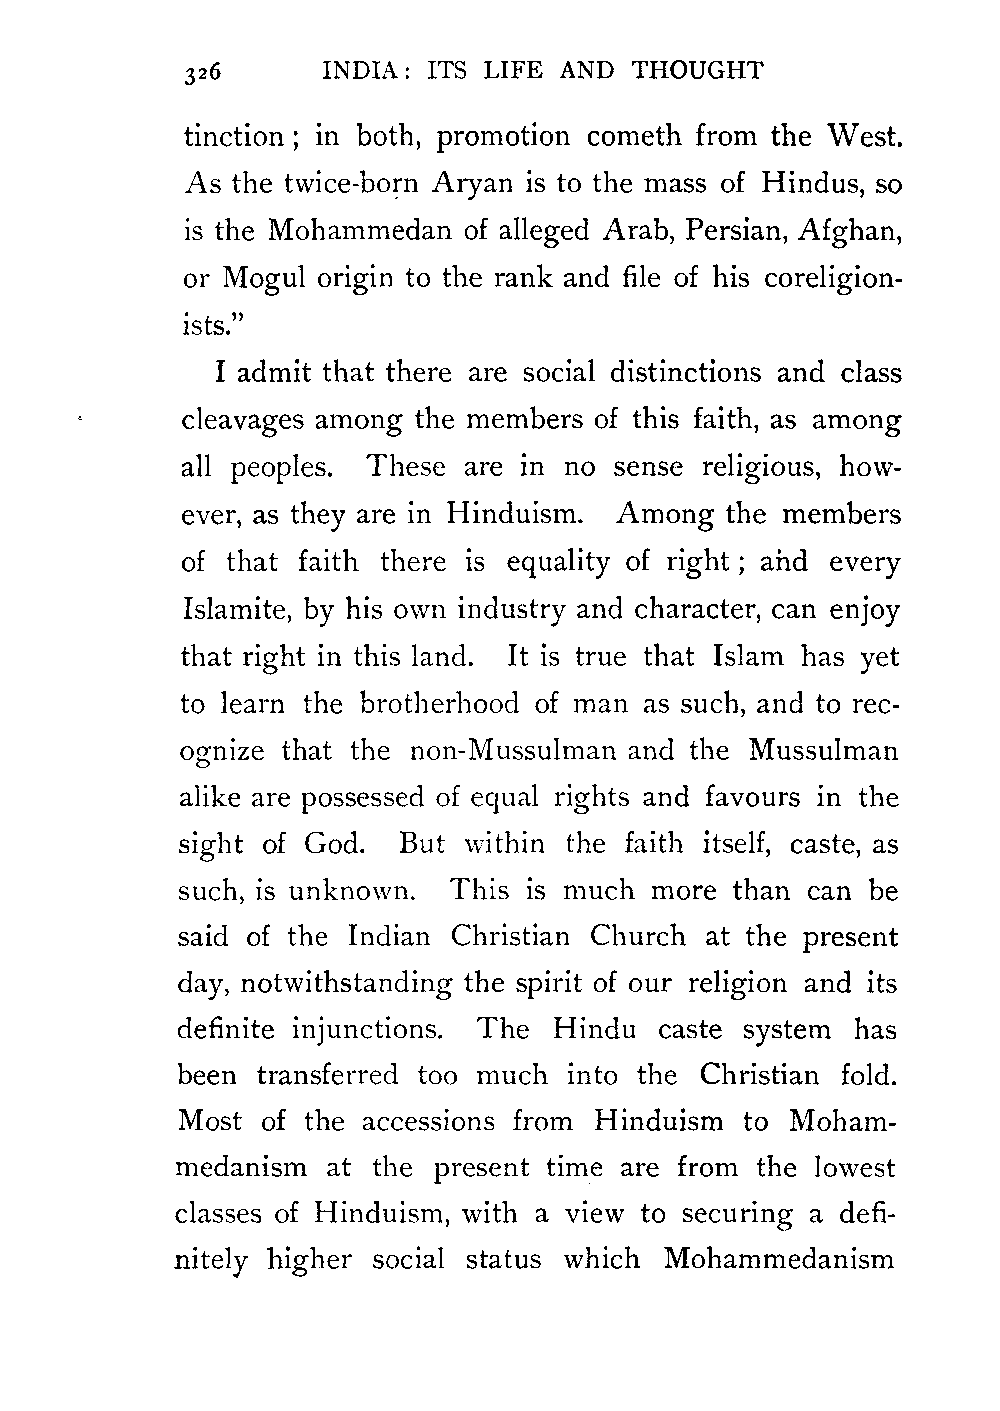 326 INDIA: ITS LIFE AND THOUGHT
tinction; in both, promotion cometh from the West.
As the twice-born Aryan is to the mass of Hindus, so
is the Mohammedan of alleged Arab, Persian, Afghan,
or Mogul origin to the rank and file of his coreligion-
ists.”
I admit that there are social distinctions and class
cleavages among the members of this faith, as among
all peoples. These are in no sense religious, how-
ever, as they are in Hinduism. Among the members
of that faith there is equality of right; and every
Islamite, by his own industry and character, can enjoy
that right in this land. It is true that Islam has yet
to learn the brotherhood of man as such, and to rec-
ognize that the non-Mussulman and the Mussulman
alike are possessed of equal rights and favours in the
sight of God. But within the faith itself, caste, as
such, is unknown. This is much more than can be
said of the Indian Christian Church at the present
day, notwithstanding the spirit of our religion and its
definite injunctions. The Hindu caste system has
been transferred too much into the Christian fold.
Most of the accessions from Hinduism to Moham-
medanism at the present time are from the lowest
classes of Hinduism, with a view to securing a defi-
nitely higher social status which Mohammedanism